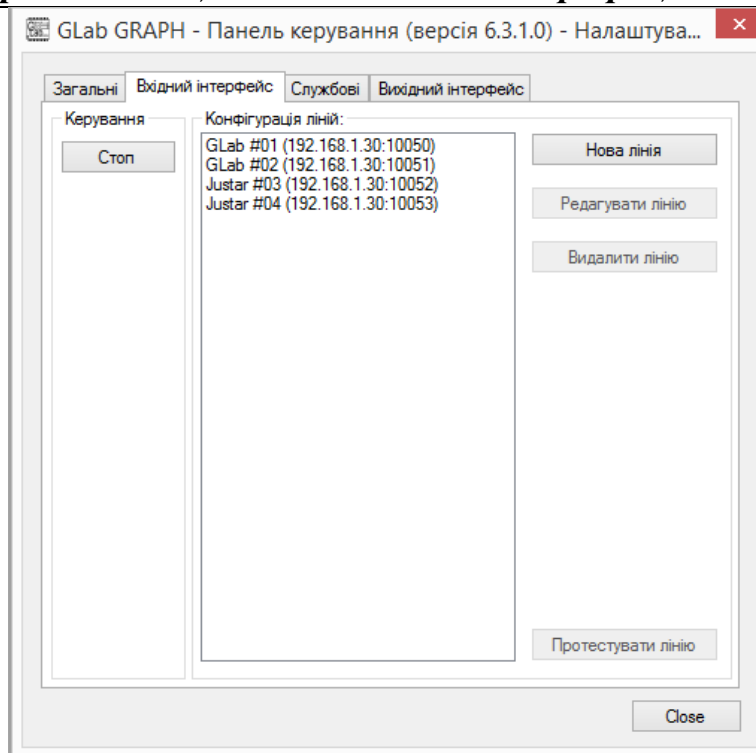 GLab GRAPH - Панель керування (версія 6.3.1.0) - Налаштува...
Загальні Вхідний інтерфейс Службові Вихідний інтерфейс
Керування
Стоп
Конфігурація ліній:
GLab #01 (192.168.1.30:10050)
GLab #02 (192.168.1.30:10051)
Justar #03 (192.168.1.30:10052)
Justar #04 (192.168.1.30:10053)
Нова лінія
Редагувати лінію
Видалити лінію
Протестувати лінію
Close